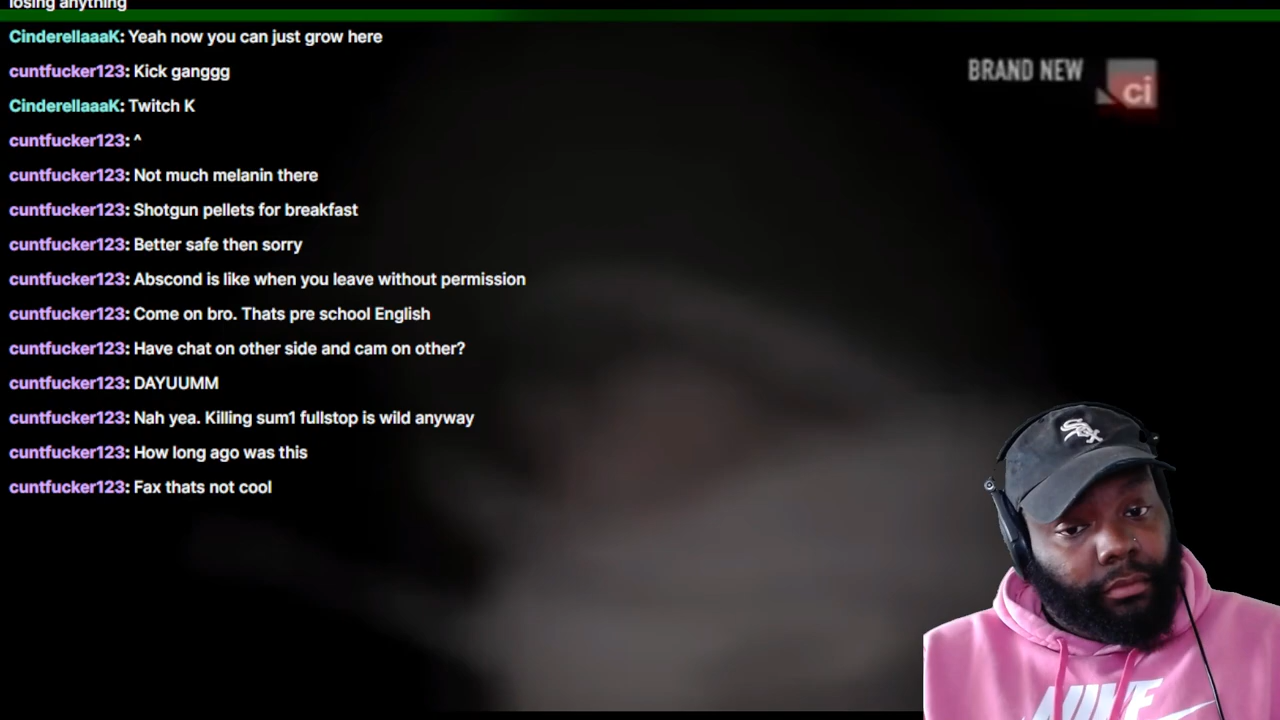 losing anything
CinderellaaaK: Yeah now you can just grow here
cuntfucker123: Kick ganggg
CinderellaaaK: Twitch K
cuntfucker123: ^
cuntfucker123: Not much melanin there
cuntfucker123: Shotgun pellets for breakfast
cuntfucker123: Better safe then sorry
cuntfucker123: Abscond is like when you leave without permission
cuntfucker123: Come on bro. Thats pre school English
cuntfucker123: Have chat on other side and cam on other?
cuntfucker123: DAYUUMM
cuntfucker123: Nah yea. Killing sum1 fullstop is wild anyway
cuntfucker123: How long ago was this
cuntfucker123: Fax thats not cool
BRAND NEW
ci
SOX
NIKE